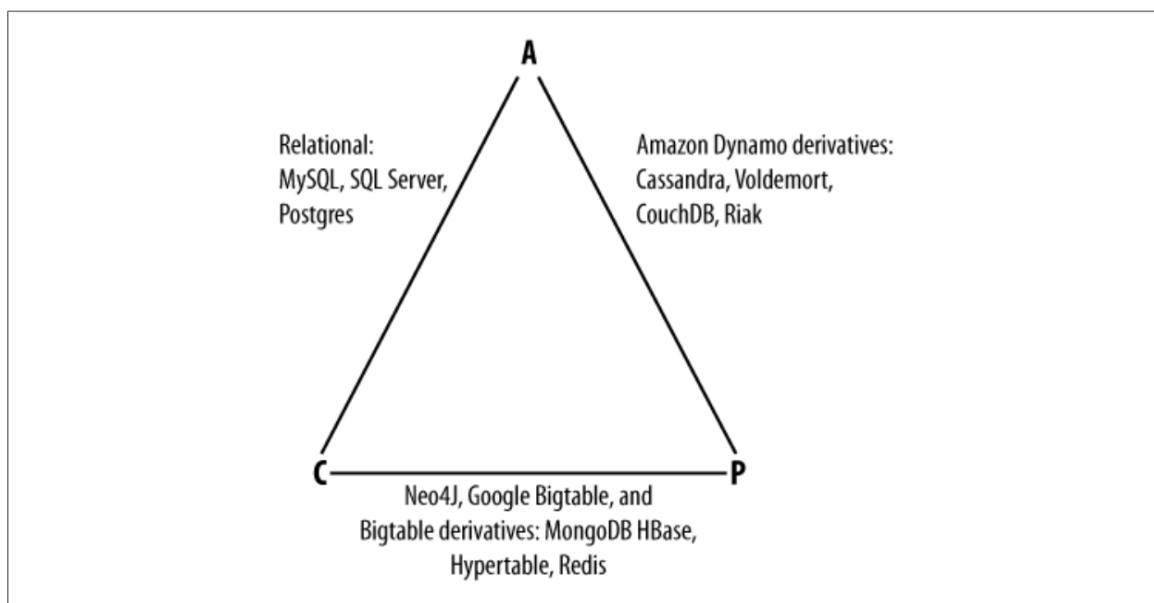 A
Relational:
MySQL, SQL Server,
Postgres
Amazon Dynamo derivatives:
Cassandra, Voldemort,
CouchDB, Riak
C
P
Neo4J, Google Bigtable, and
Bigtable derivatives: MongoDB HBase,
Hypertable, Redis